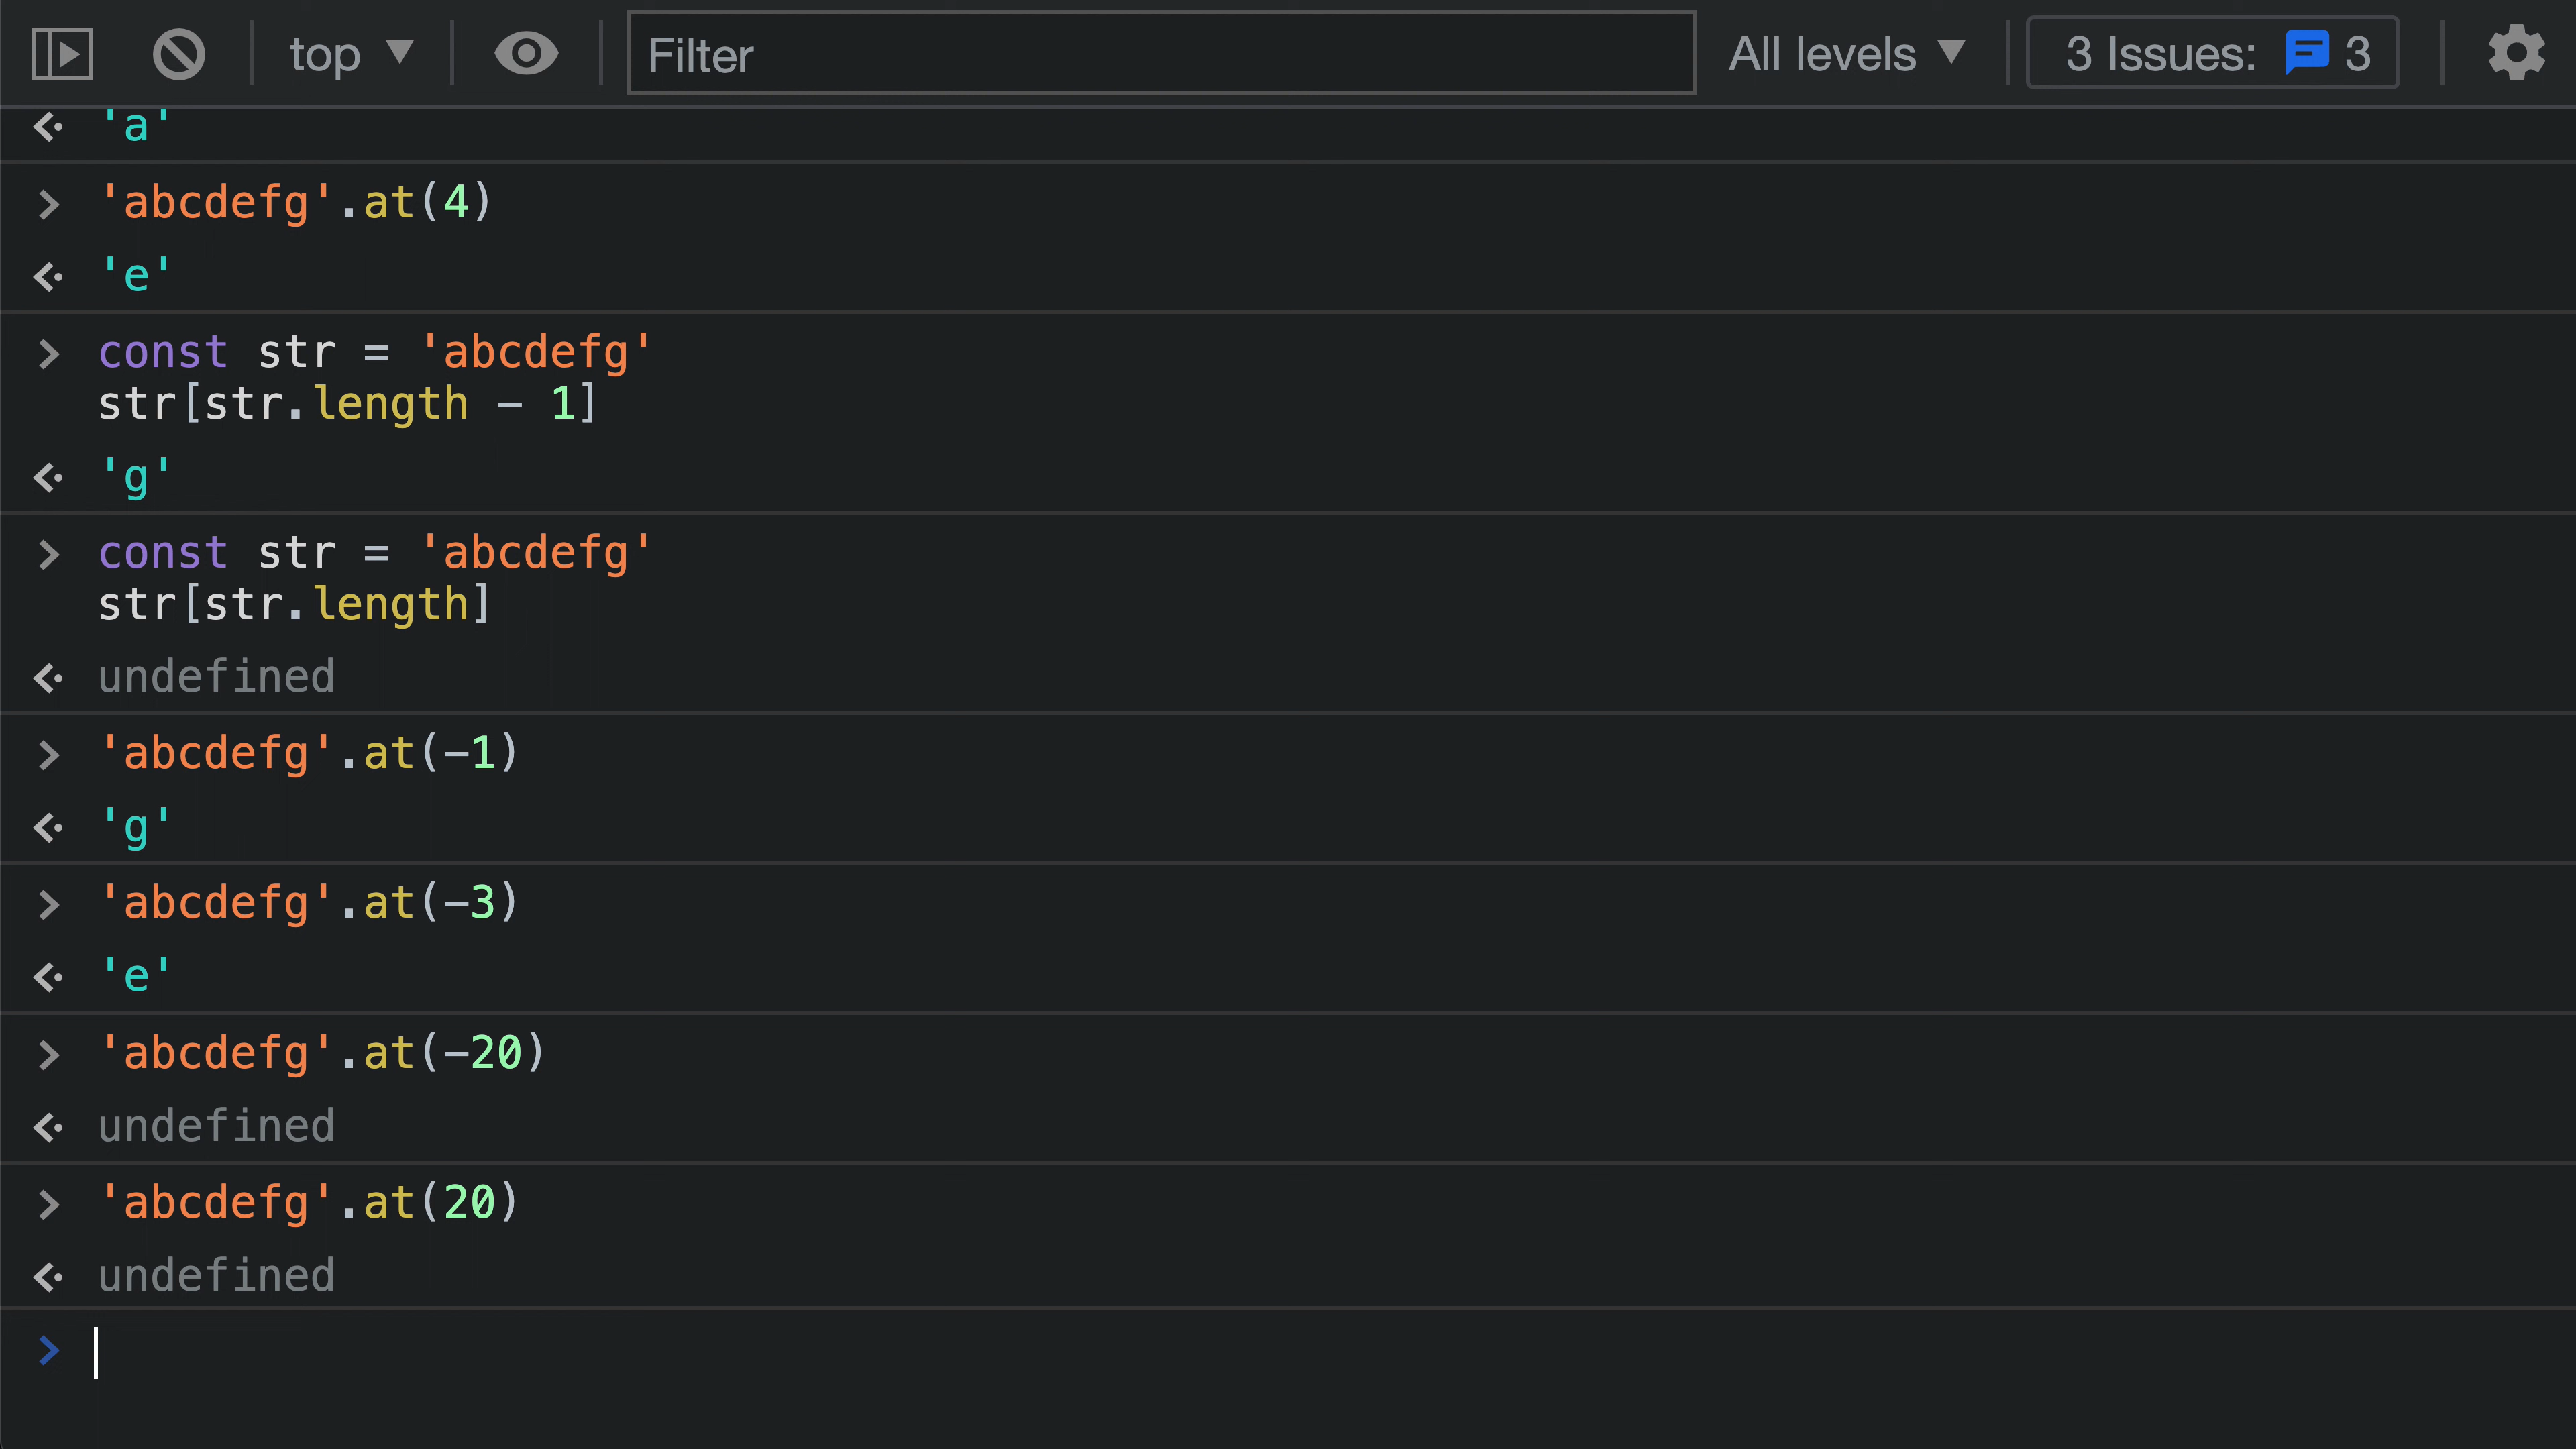 top ▼ Filter All levels ▼ 3 Issues: 3
'a'
'abcdefg'.at(4)
'e'
const str = 'abcdefg'
str[str.length - 1]
'g'
const str = 'abcdefg'
str[str.length]
undefined
'abcdefg'.at(-1)
'g'
'abcdefg'.at(-3)
'e'
'abcdefg'.at(-20)
undefined
'abcdefg'.at(20)
undefined